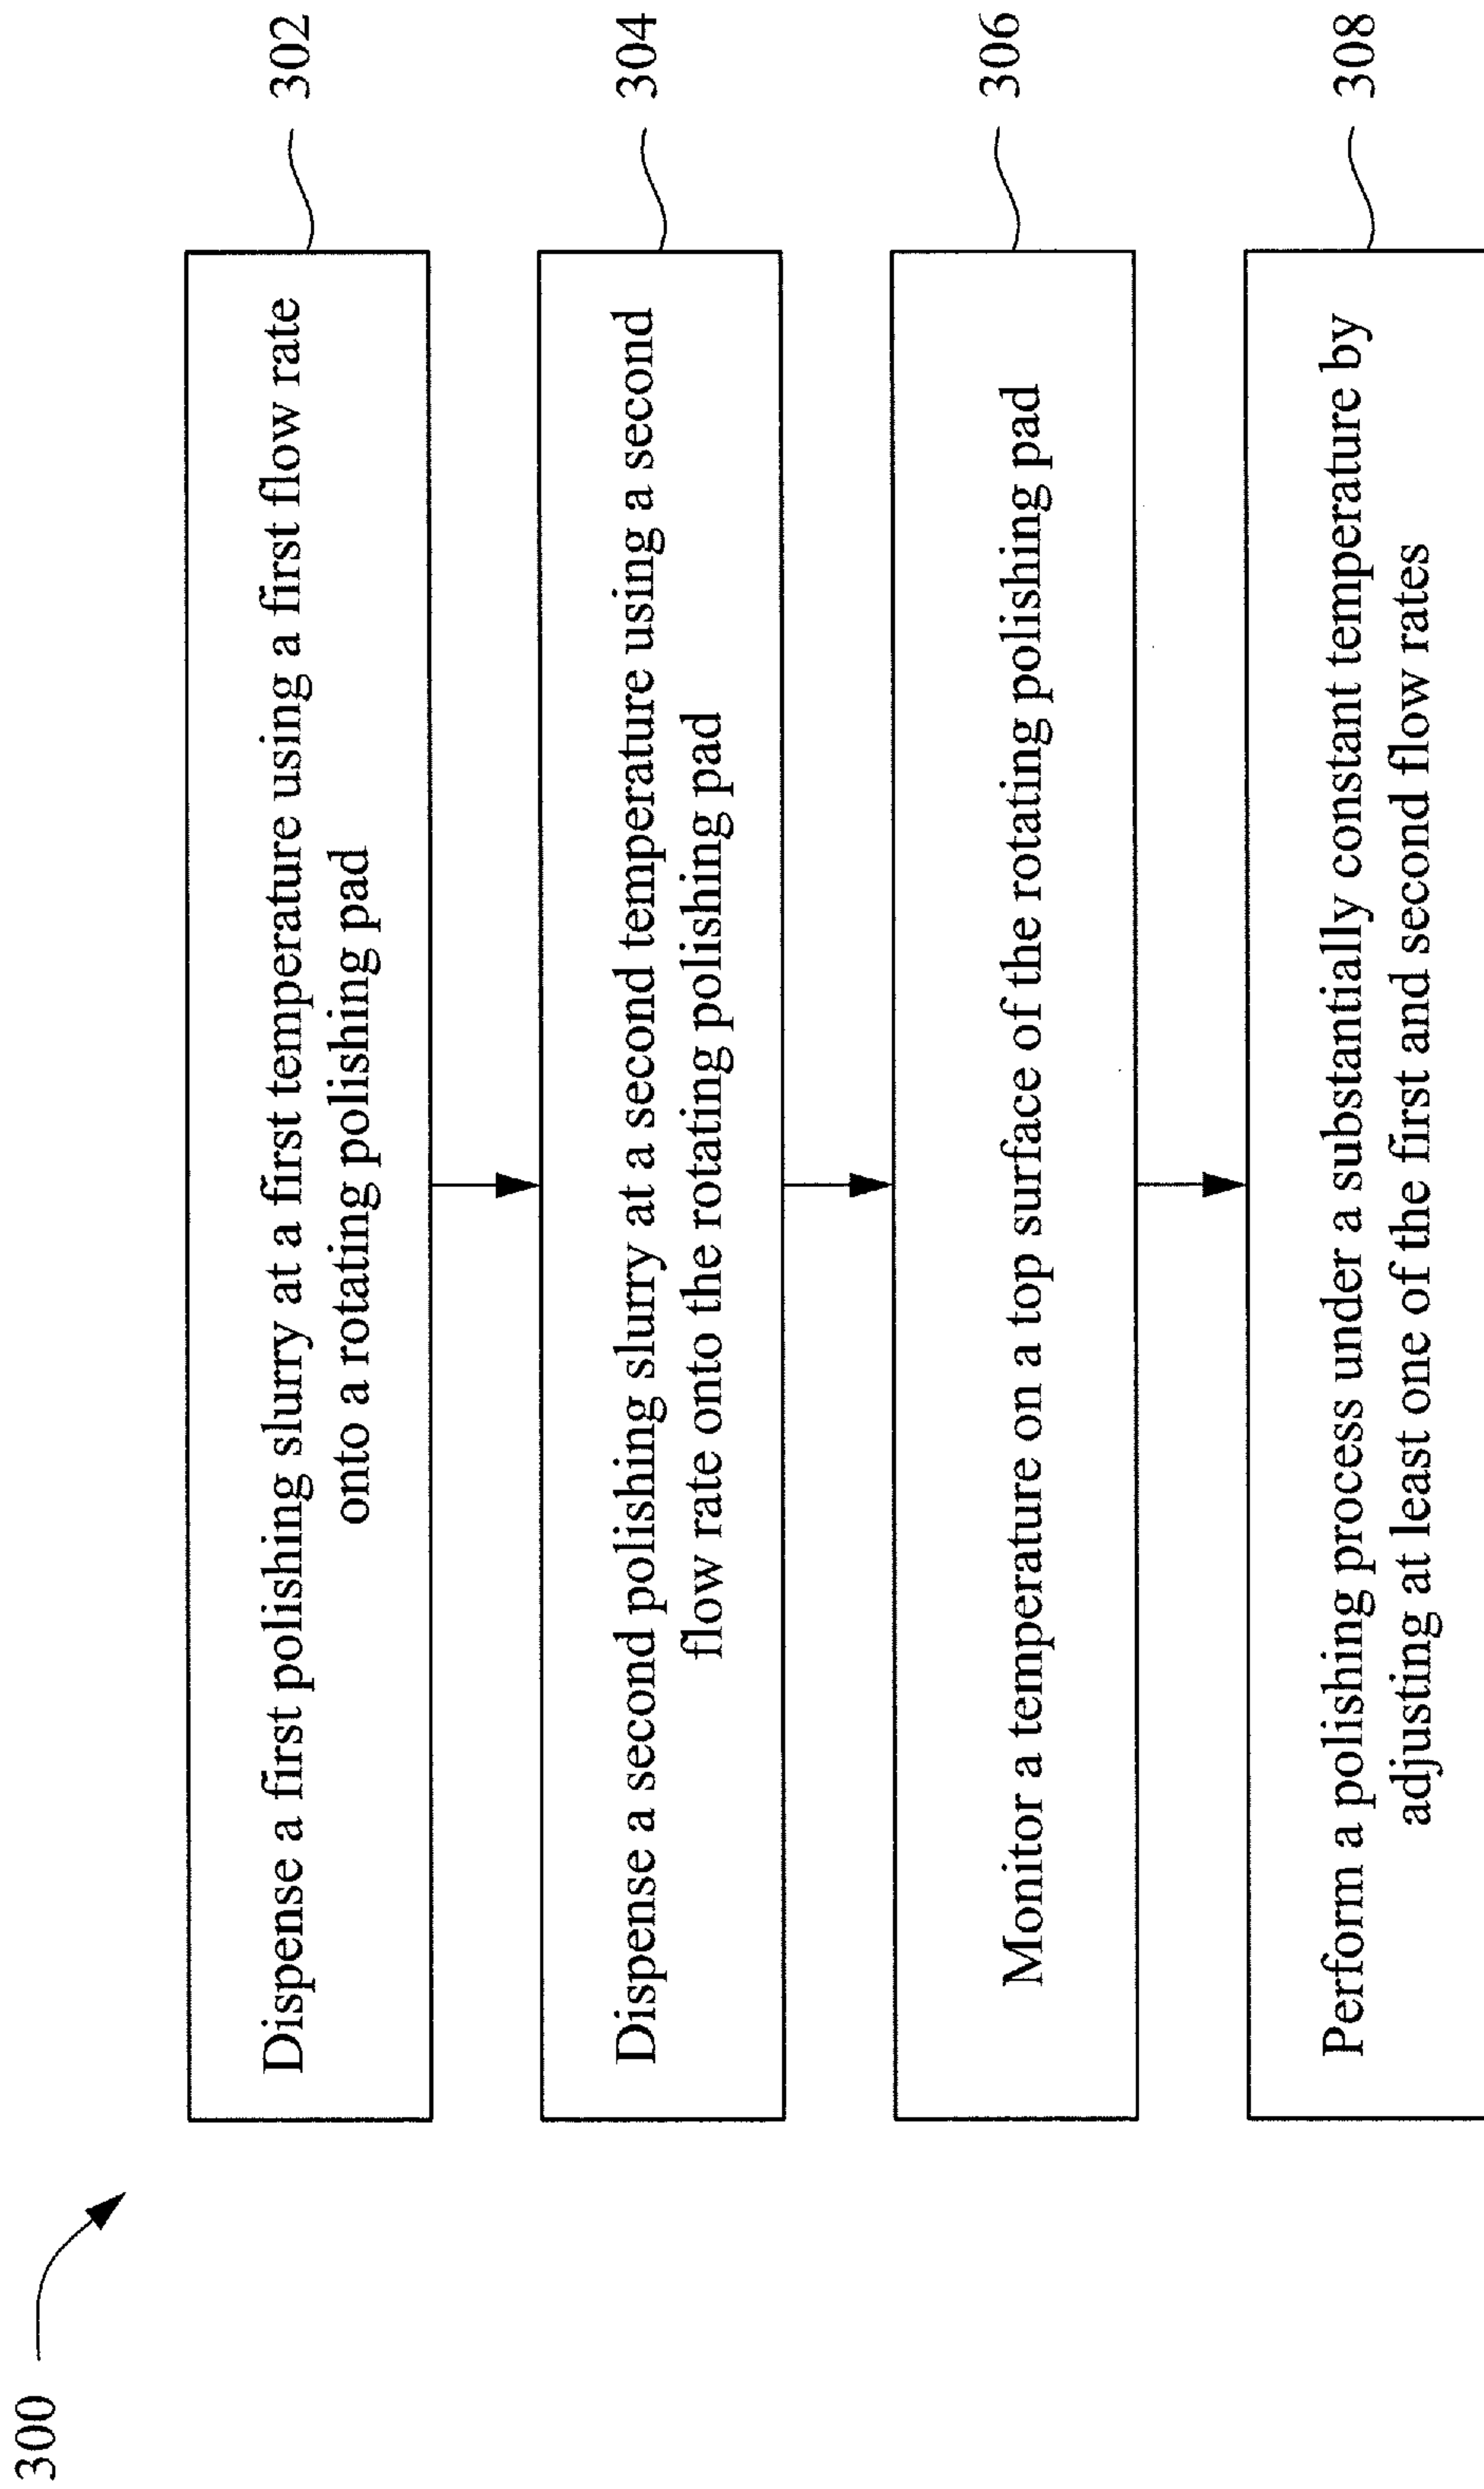 300
Dispense a first polishing slurry at a first temperature using a first flow rate
onto a rotating polishing pad
302
Dispense a second polishing slurry at a second temperature using a second
flow rate onto the rotating polishing pad
304
Monitor a temperature on a top surface of the rotating polishing pad
306
Perform a polishing process under a substantially constant temperature by
adjusting at least one of the first and second flow rates
308